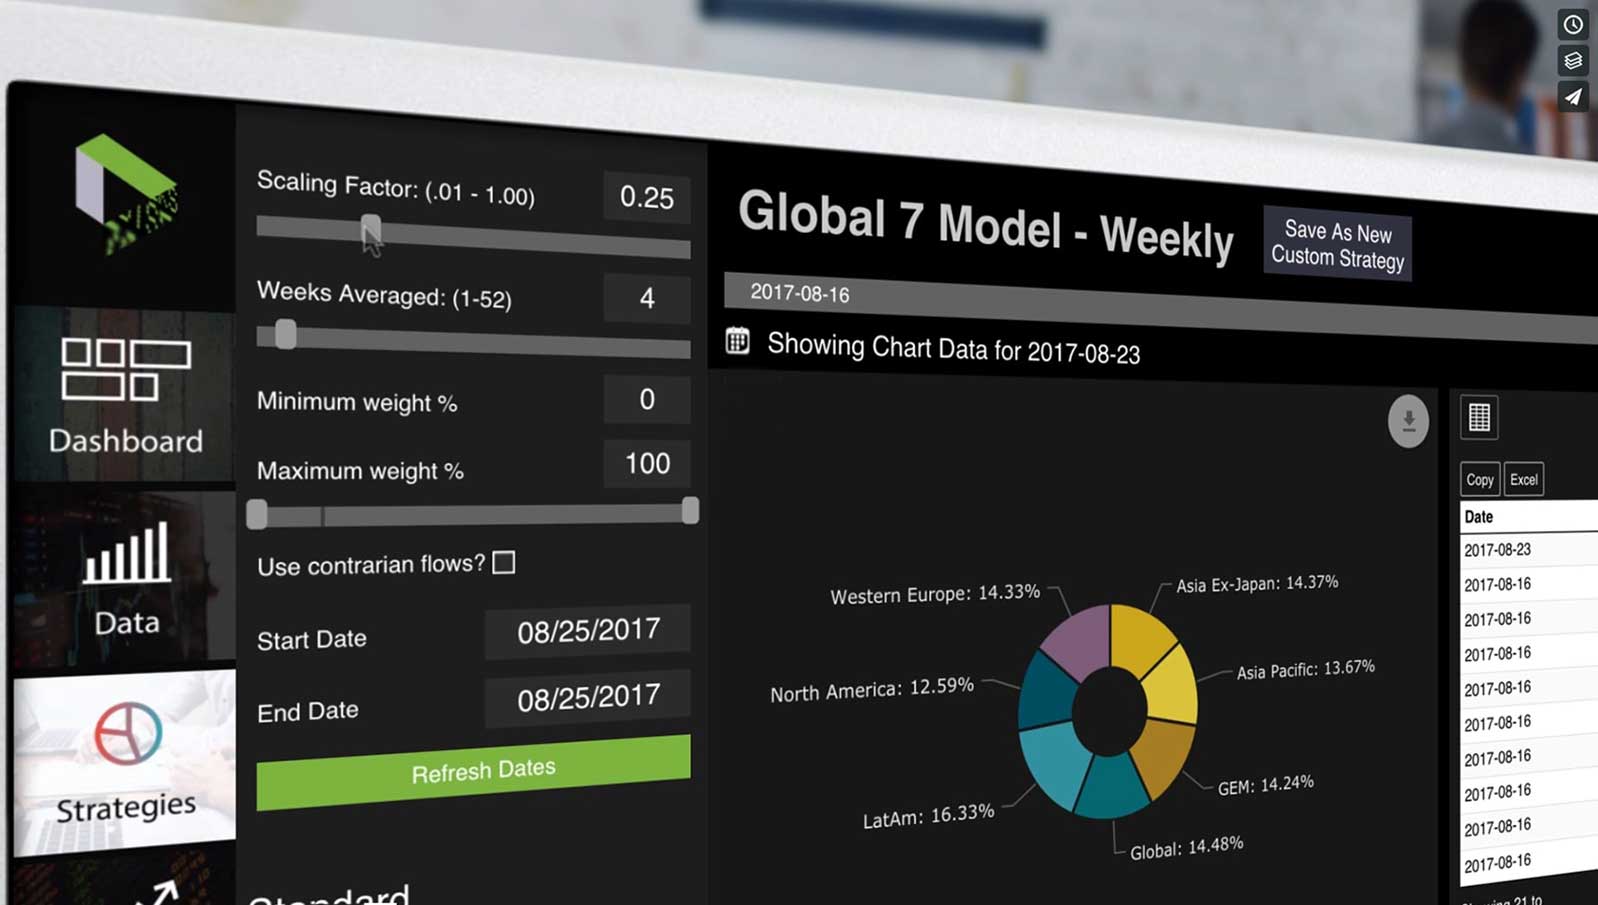 Scaling Factor: (.01 - 1.00)
0.25
Weeks Averaged: (1-52)
4
Minimum weight %
0
Maximum weight %
100
Use contrarian flows?
Start Date
08/25/2017
End Date
08/25/2017
Refresh Dates
Standard
Dashboard
Data
Strategies
Global 7 Model - Weekly
Save As New
Custom Strategy
2017-08-16
Showing Chart Data for 2017-08-23
Western Europe: 14.33%
Asia Ex-Japan: 14.37%
North America: 12.59%
Asia Pacific: 13.67%
GEM: 14.24%
LatAm: 16.33%
Global: 14.48%
Copy
Excel
Date
2017-08-23
2017-08-16
2017-08-16
2017-08-16
2017-08-16
2017-08-16
2017-08-16
2017-08-16
2017-08-16
2017-08-16
Showing 21 to